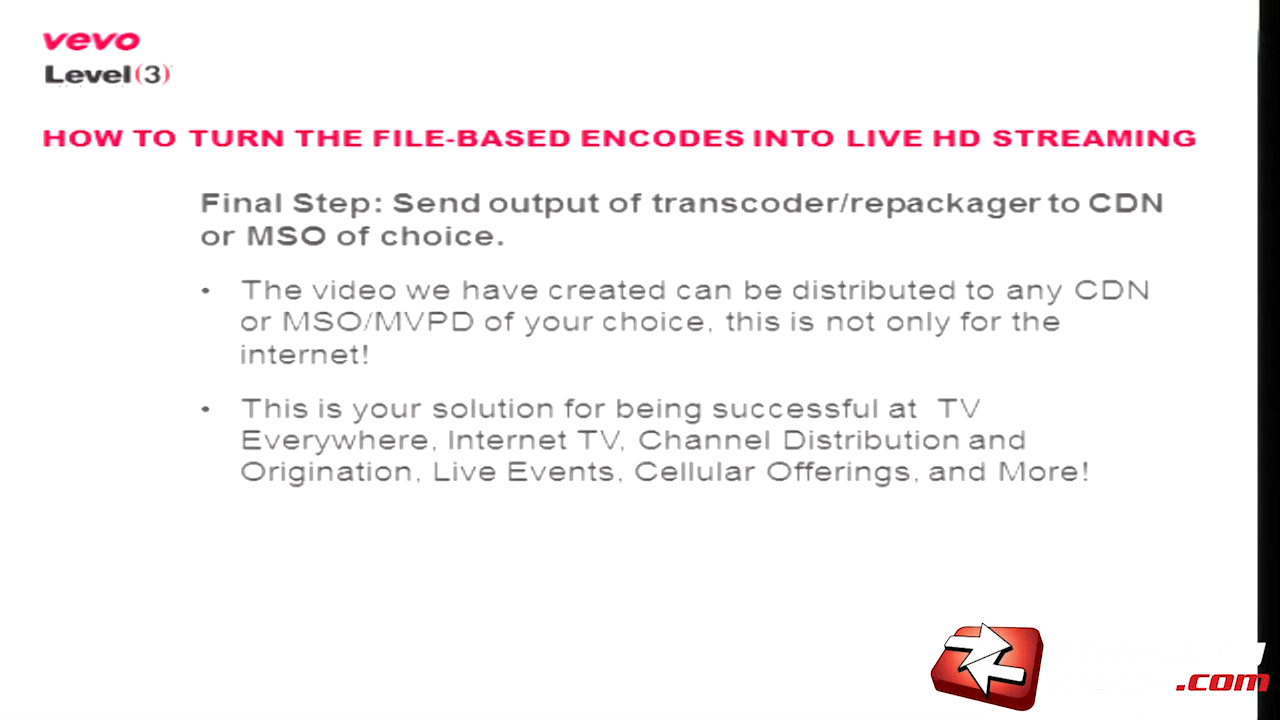 vevo
Level(3)
HOW TO TURN THE FILE-BASED ENCODES INTO LIVE HD STREAMING
Final Step: Send output of transcoder/repackager to CDN
or MSO of choice.
• The video we have created can be distributed to any CDN
or MSO/MVPD of your choice, this is not only for the
internet!
• This is your solution for being successful at TV
Everywhere, Internet TV, Channel Distribution and
Origination, Live Events, Cellular Offerings, and More!
.com